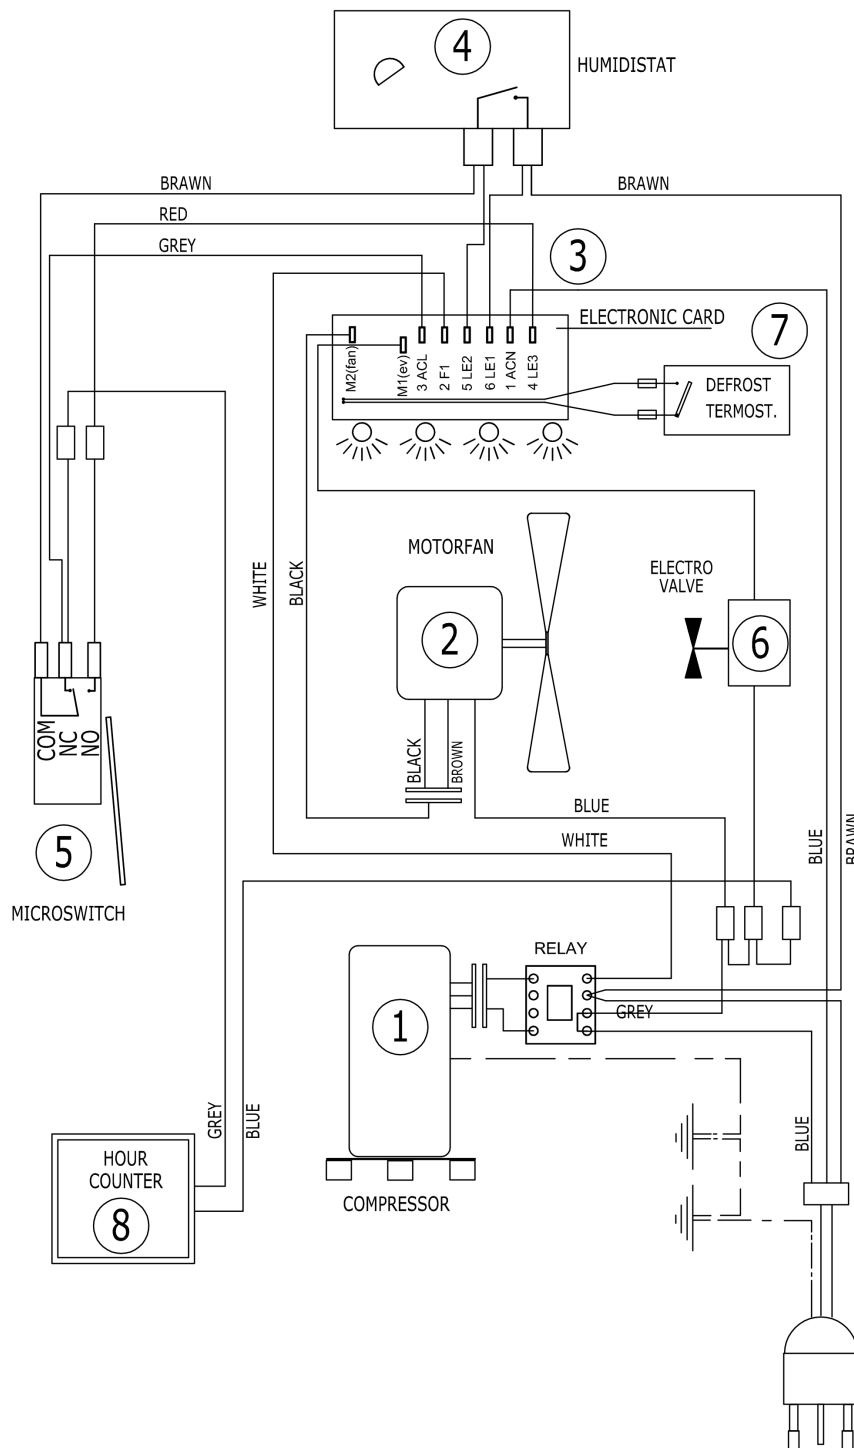 4
HUMIDISTAT
BRAWN
BRAWN
RED
GREY
3
ELECTRONIC CARD
7
M2(fan)
M1(ev)
3 ACL
2 F1
5 LE2
6 LE1
1 ACN
4 LE3
DEFROST
TERMOST.
MOTORFAN
WHITE
BLACK
ELECTRO
VALVE
2
6
COM
NC
NO
BLACK
BROWN
BLUE
WHITE
BLUE
BRAWN
5
MICROSWITCH
RELAY
1
GREY
GREY
BLUE
BLUE
HOUR
COUNTER
8
COMPRESSOR